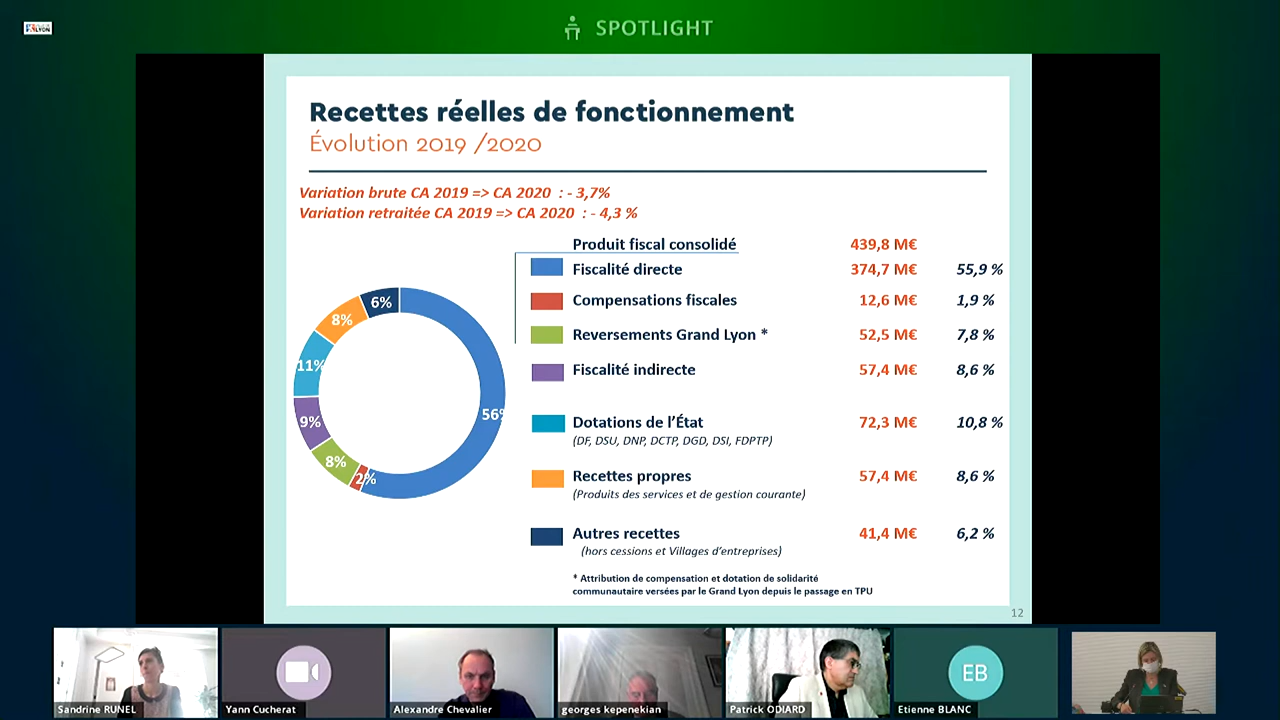 LYON
SPOTLIGHT
Recettes réelles de fonctionnement
Évolution 2019 /2020
Variation brute CA 2019 => CA 2020 : - 3,7%
Variation retraitée CA 2019 => CA 2020 : - 4,3 %
Produit fiscal consolidé 439,8 M€
Fiscalité directe 374,7 M€ 55,9 %
Compensations fiscales 12,6 M€ 1,9 %
Reversements Grand Lyon * 52,5 M€ 7,8 %
Fiscalité indirecte 57,4 M€ 8,6 %
Dotations de l'État 72,3 M€ 10,8 %
(DF, DSU, DNP, DCTP, DGD, DSI, FDPTP)
Recettes propres 57,4 M€ 8,6 %
(Produits des services et de gestion courante)
Autres recettes 41,4 M€ 6,2 %
(hors cessions et Villages d'entreprises)
* Attribution de compensation et dotation de solidarité
communautaire versées par le Grand Lyon depuis le passage en TPU
6%
8%
11%
9%
8%
2%
56%
12
Sandrine RUNEL
Yann Cucherat
Alexandre Chevalier
georges kepenekian
Patrick ODIARD
EB
Etienne BLANC